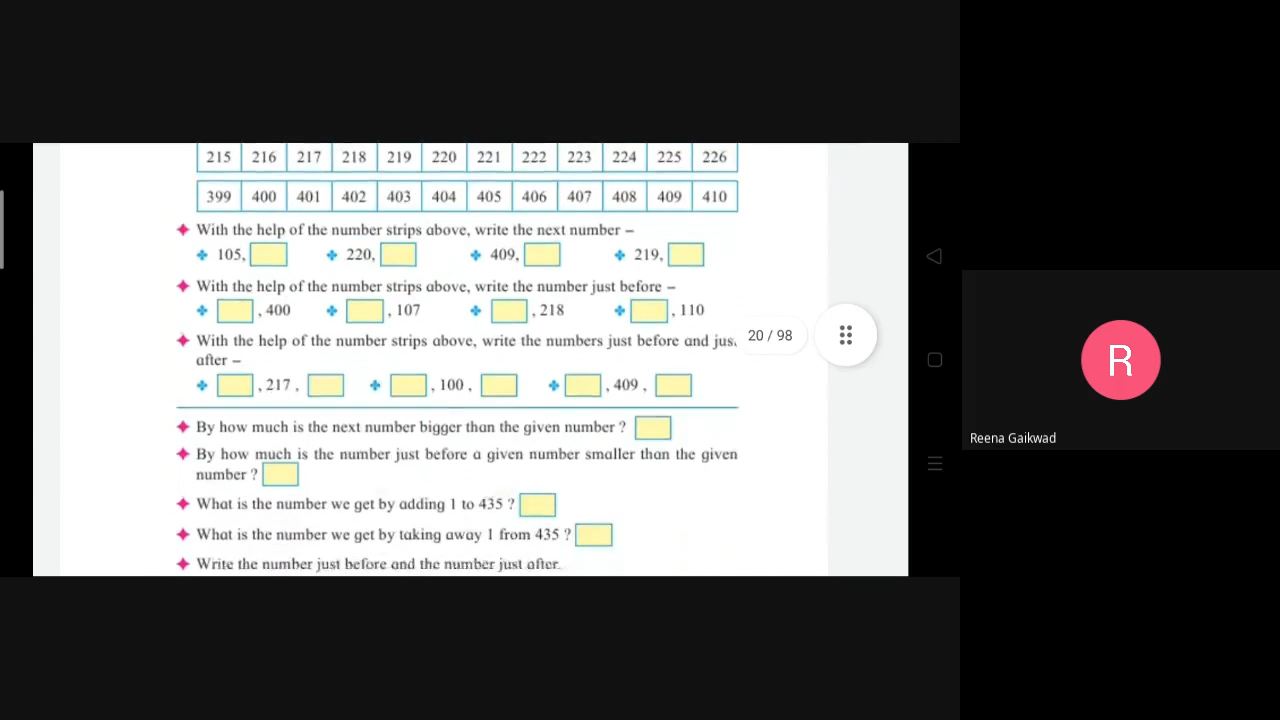 215 216 217 218 219 220 221 222 223 224 225 226
399 400 401 402 403 404 405 406 407 408 409 410
With the help of the number strips above, write the next number –
105, 220, 409, 219,
With the help of the number strips above, write the number just before –
, 400 , 107 , 218 , 110
With the help of the number strips above, write the numbers just before and jus
after –
, 217 , , 100 , , 409 ,
20 / 98
By how much is the next number bigger than the given number ?
By how much is the number just before a given number smaller than the given
number ?
What is the number we get by adding 1 to 435 ?
What is the number we get by taking away 1 from 435 ?
Write the number just before and the number just after.
R
Reena Gaikwad